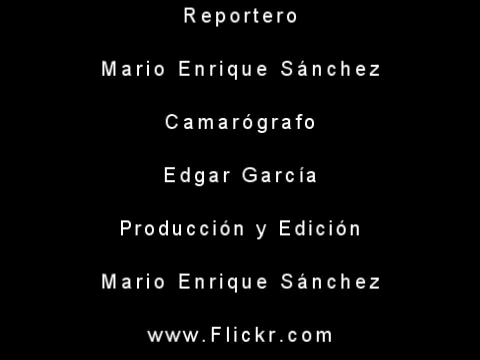 Reportero
Mario Enrique Sánchez
Camarógrafo
Edgar García
Producción y Edición
Mario Enrique Sánchez
www.Flickr.com